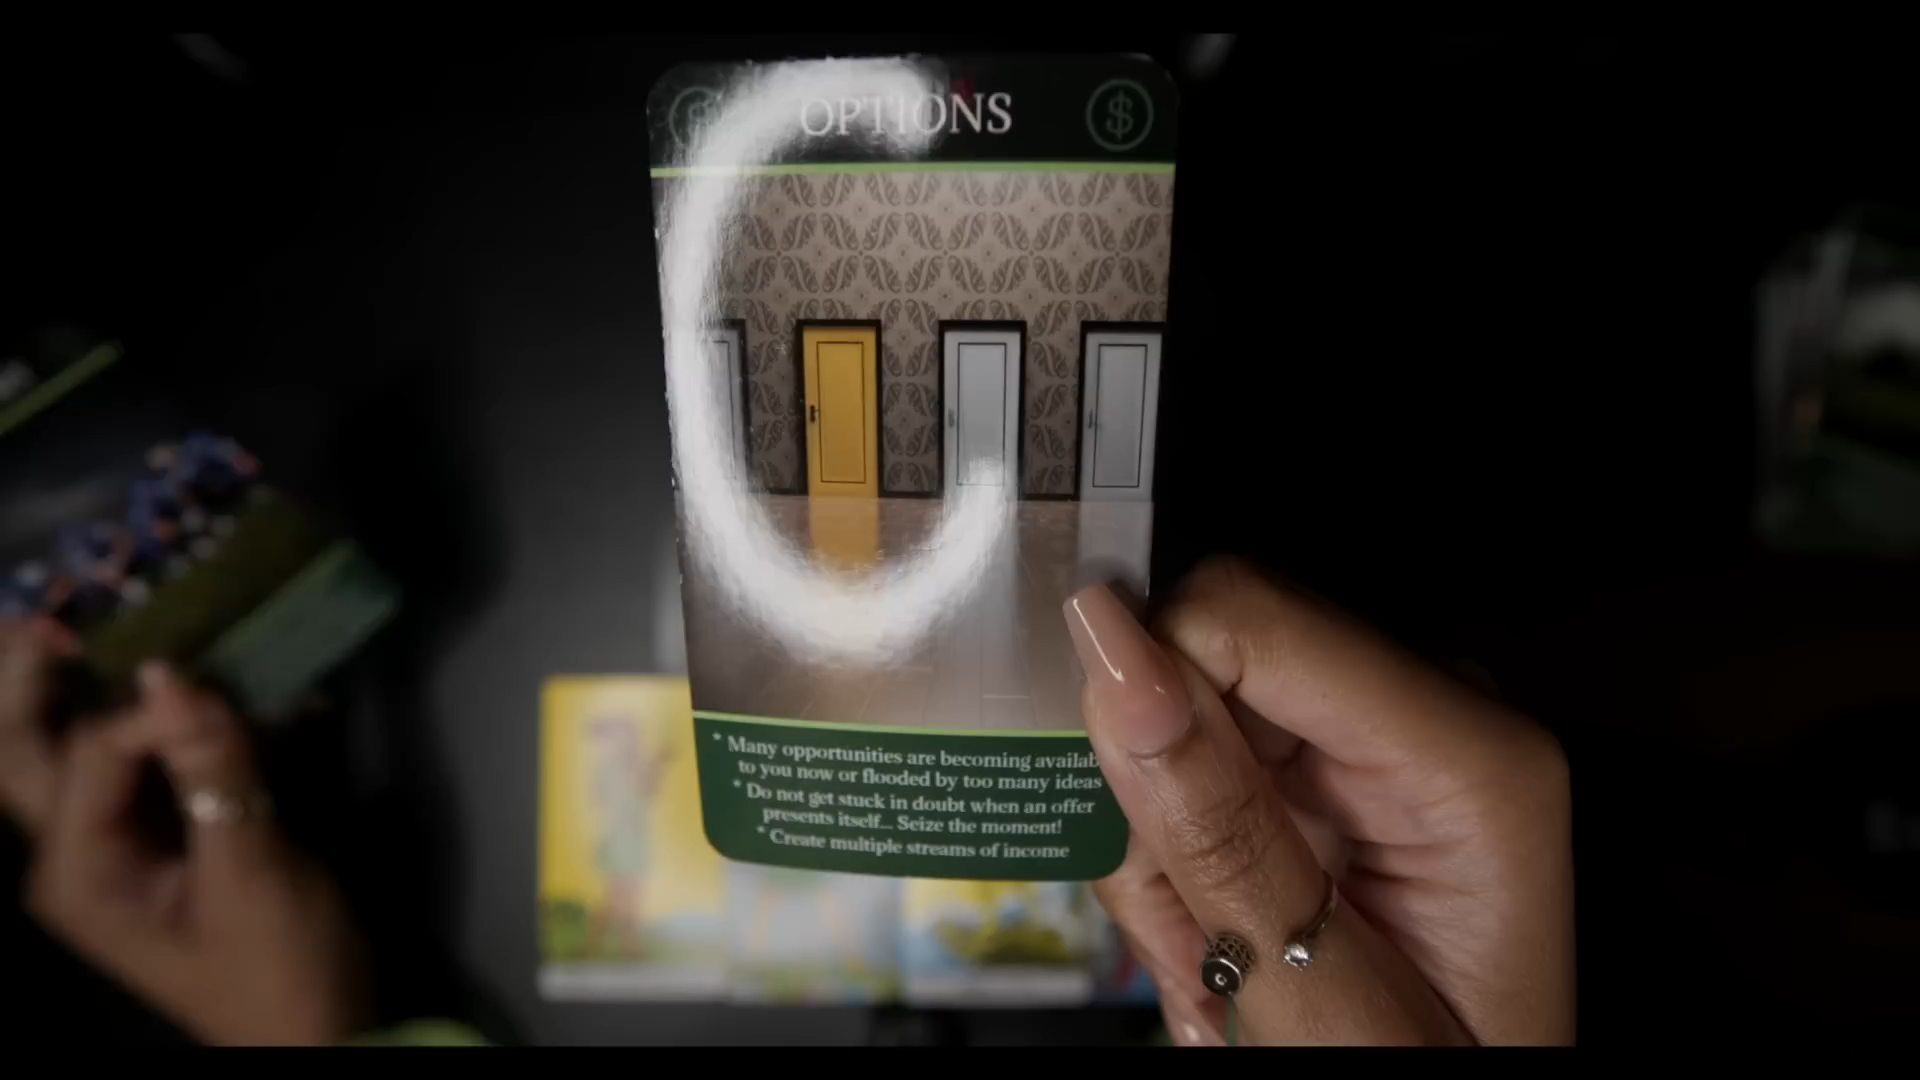 $ OPTIONS $
* Many opportunities are becoming availab
to you now or flooded by too many ideas
* Do not get stuck in doubt when an offer
presents itself... Seize the moment!
* Create multiple streams of income